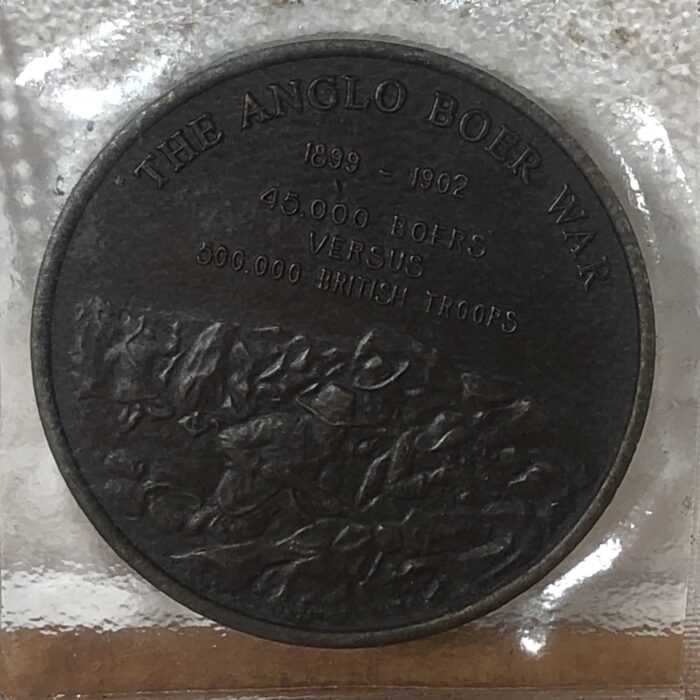 THE ANGLO BOER WAR
1899 - 1902
45.000 BOERS
VERSUS
500.000 BRITISH TROOPS